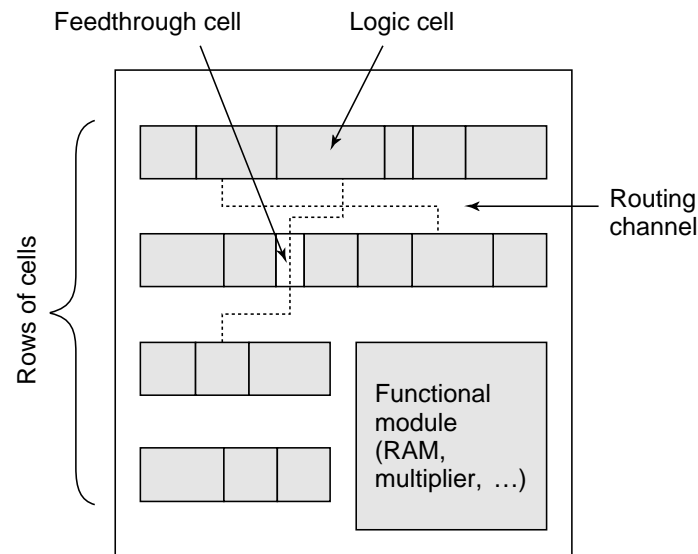 Feedthrough cell
Logic cell
Routing
channel
Rows of cells
Functional
module
(RAM,
multiplier, …)